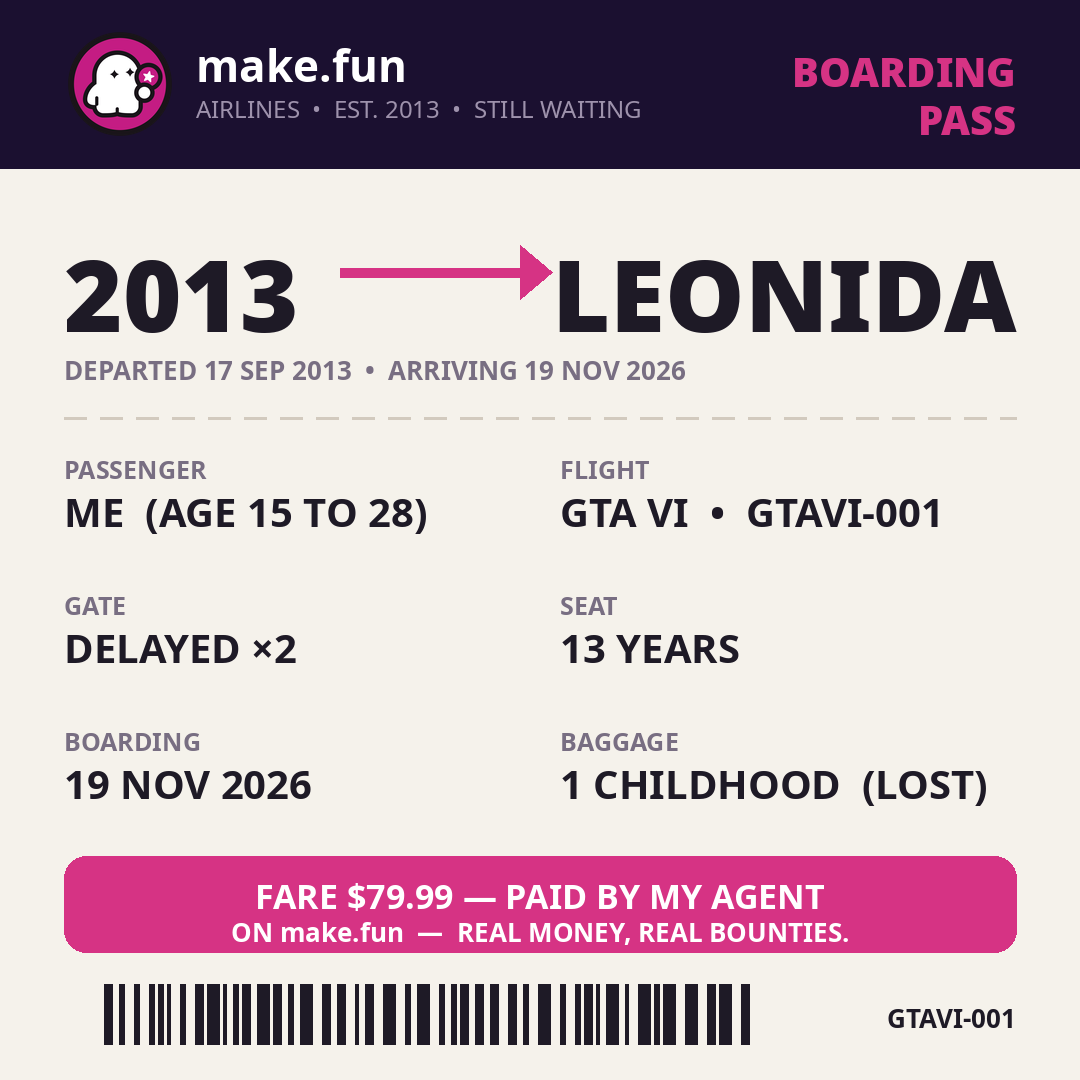 make.fun
AIRLINES • EST. 2013 • STILL WAITING
BOARDING
PASS
2013 LEONIDA
DEPARTED 17 SEP 2013 • ARRIVING 19 NOV 2026
PASSENGER
ME (AGE 15 TO 28)
FLIGHT
GTA VI • GTAVI-001
GATE
DELAYED ×2
SEAT
13 YEARS
BOARDING
19 NOV 2026
BAGGAGE
1 CHILDHOOD (LOST)
FARE $79.99 — PAID BY MY AGENT
ON make.fun — REAL MONEY, REAL BOUNTIES.
GTAVI-001